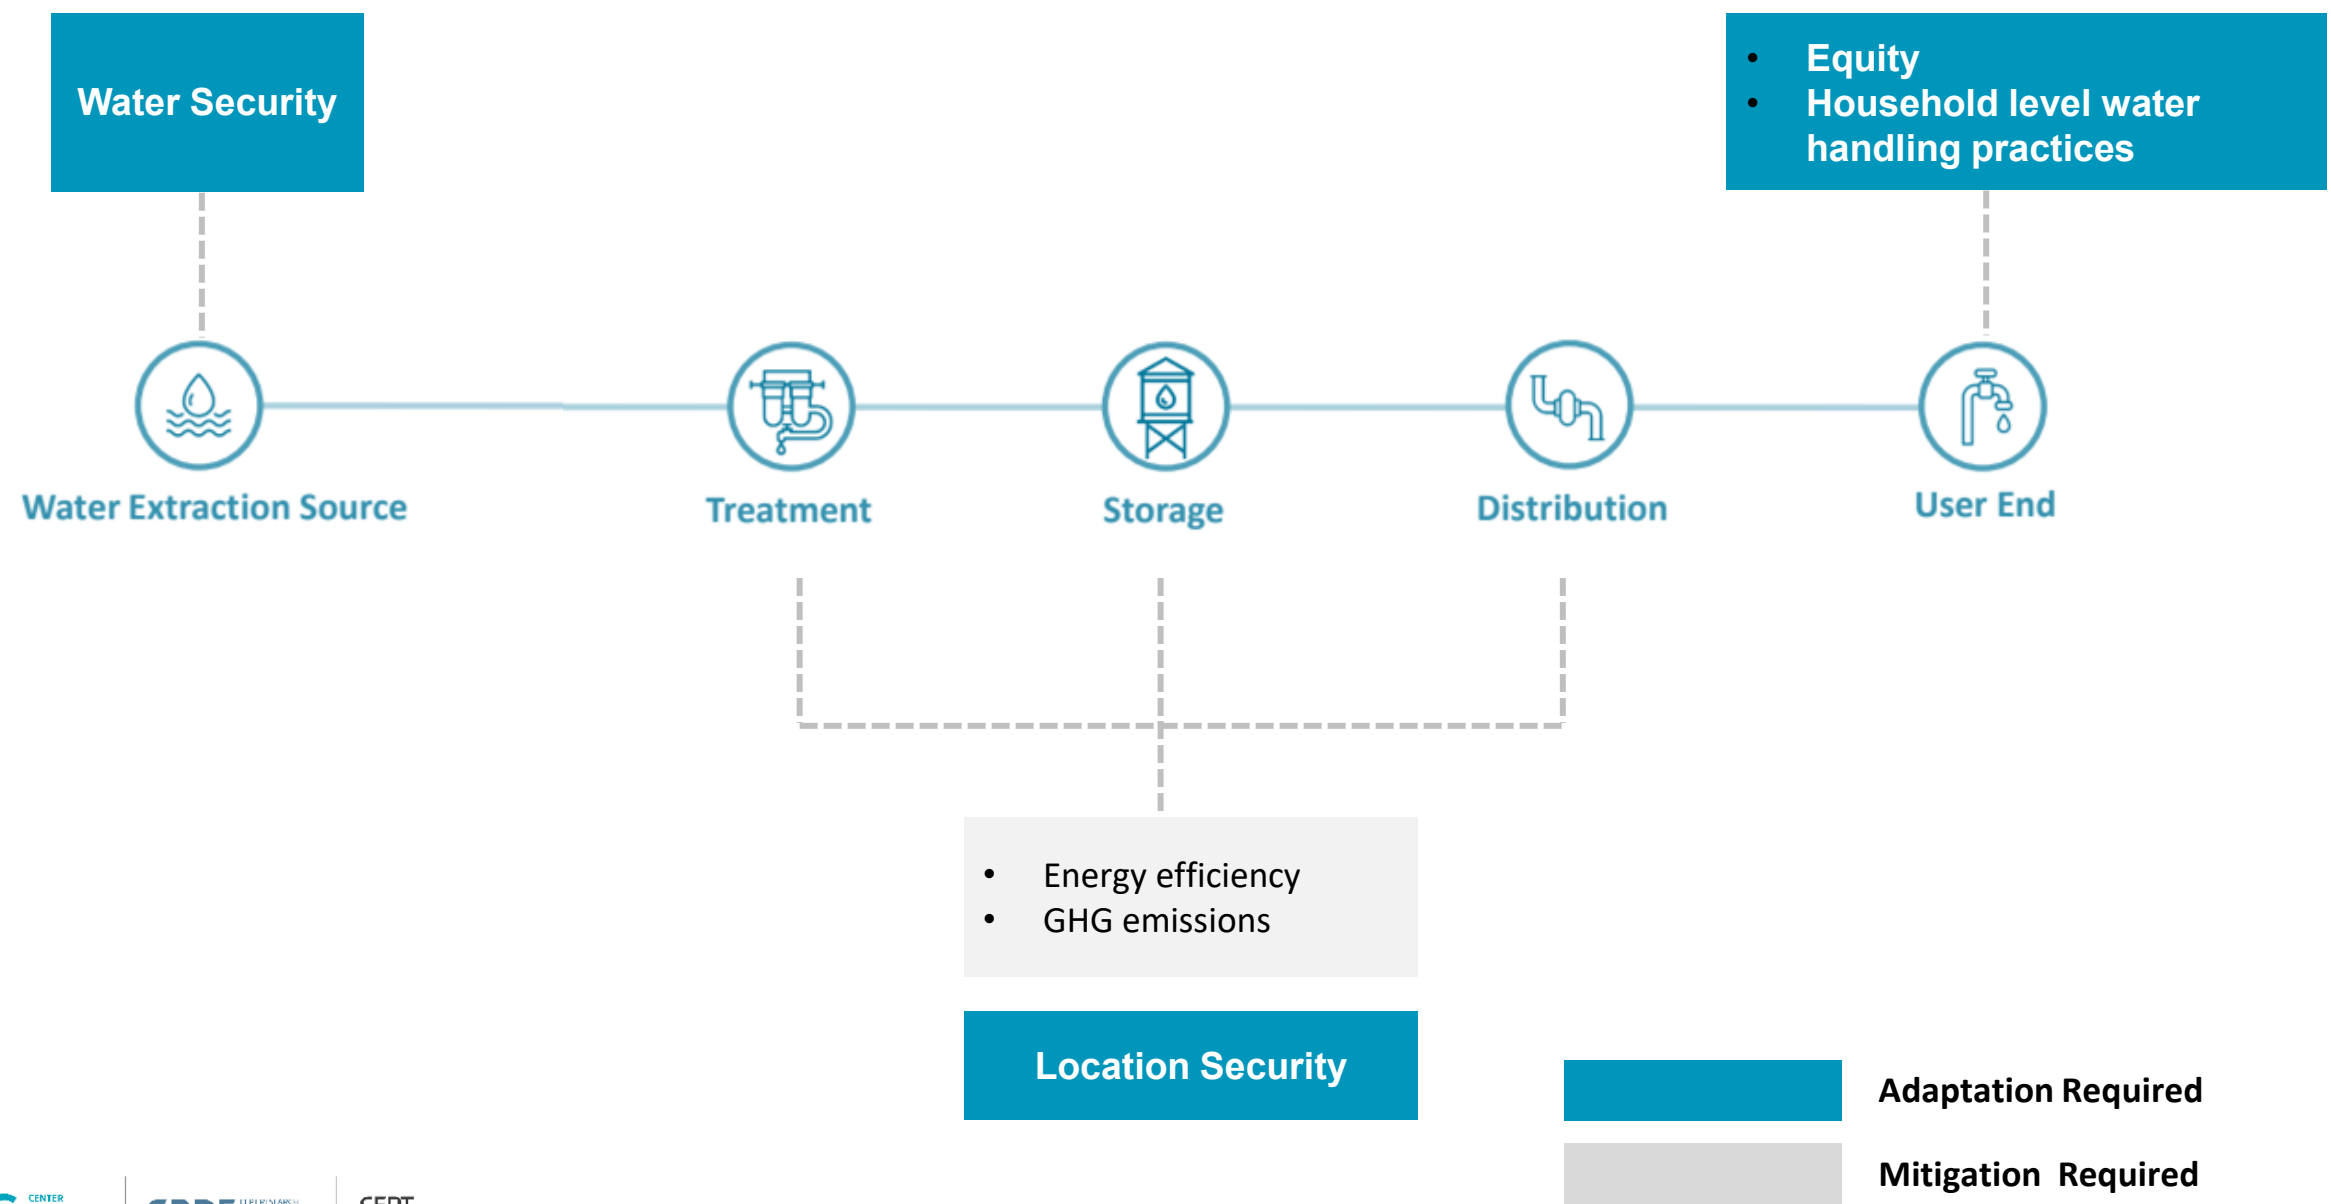 Water Security
• Equity
• Household level water
handling practices
Water Extraction Source
Treatment
Storage
Distribution
User End
• Energy efficiency
• GHG emissions
Location Security
Adaptation Required
Mitigation Required
CENTER